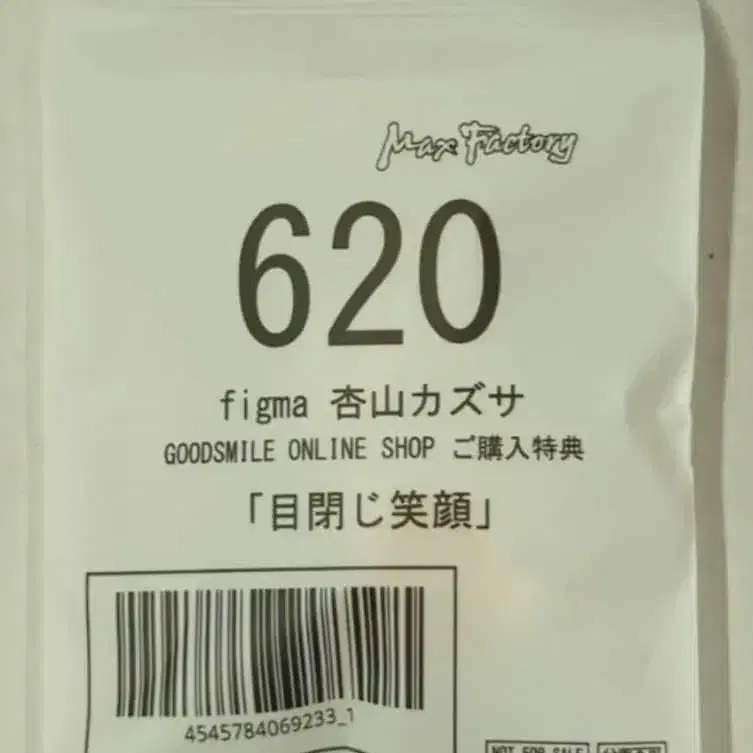 Max Factory
620
figma 杏山カズサ
GOODSMILE ONLINE SHOP ご購入特典
「目閉じ笑顔」
4545784069233_1
NOT FOR SALE